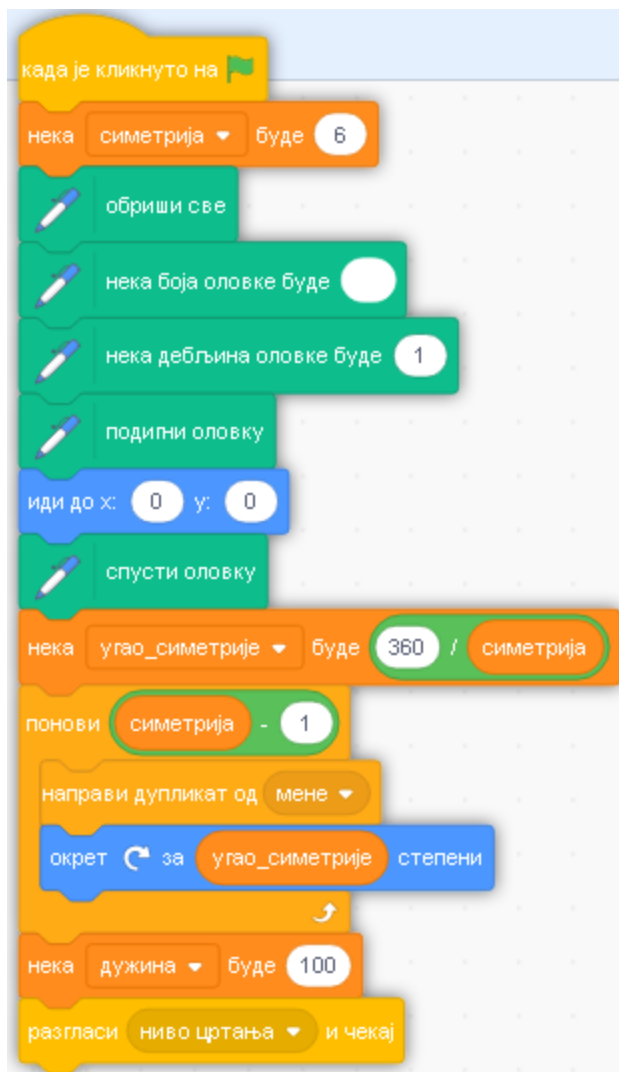 када је кликнуто на
нека симетрија буде 6
обриши све
нека боја оловке буде
нека дебљина оловке буде 1
подигни оловку
иди до x: 0 y: 0
спусти оловку
нека угао_симетрије буде 360 / симетрија
понови симетрија - 1
направи дупликат од мене
окрет за угао_симетрије степени
нека дужина буде 100
разгласи ниво цртања и чекај